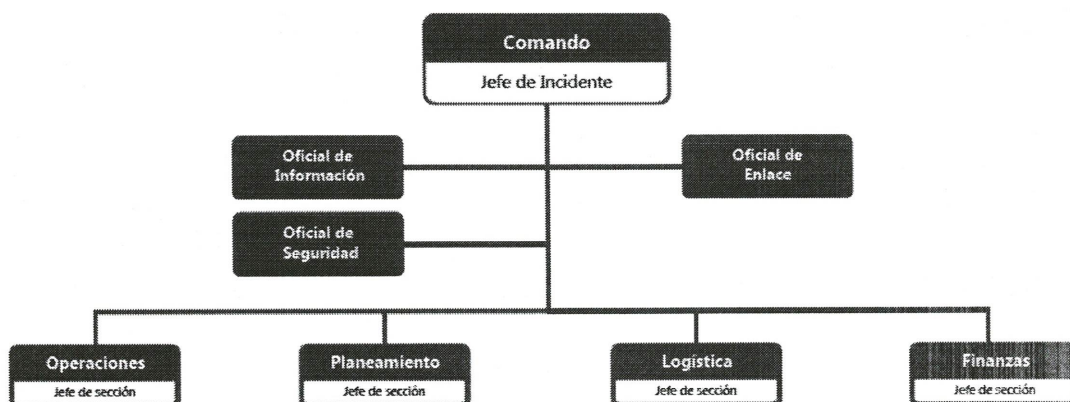 Comando
Jefe de Incidente
Oficial de
Información
Oficial de
Enlace
Oficial de
Seguridad
Operaciones
Jefe de sección
Planeamiento
Jefe de sección
Logística
Jefe de sección
Finanzas
Jefe de sección